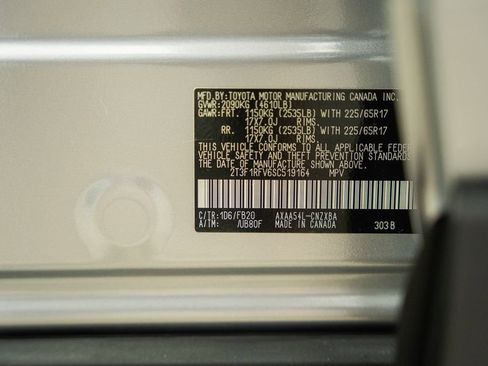 MFD.BY:TOYOTA MOTOR MANUFACTURING CANADA INC.
GVWR:2090KG (4610LB)
GAWR:FRT. 1150KG (2535LB) WITH 225/65R17
17X7.0J RIMS.
RR. 1150KG (2535LB) WITH 225/65R17
17X7.0J RIMS.
THIS VEHICLE CONFORMS TO ALL APPLICABLE FEDERAL
VEHICLE SAFETY AND THEFT PREVENTION
THE DATE OF MANUFACTURE SHOWN ABOVE.
2T3F1RFV6SC519164 MPV
C/TR:1D6/FB20 AXAA54L-CNZXBA
A/TM: /UB80F MADE IN CANADA 303B